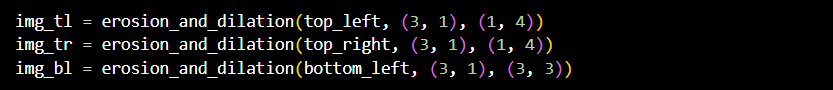 img_tl = erosion_and_dilation(top_left, (3, 1), (1, 4))
img_tr = erosion_and_dilation(top_right, (3, 1), (1, 4))
img_bl = erosion_and_dilation(bottom_left, (3, 1), (3, 3))